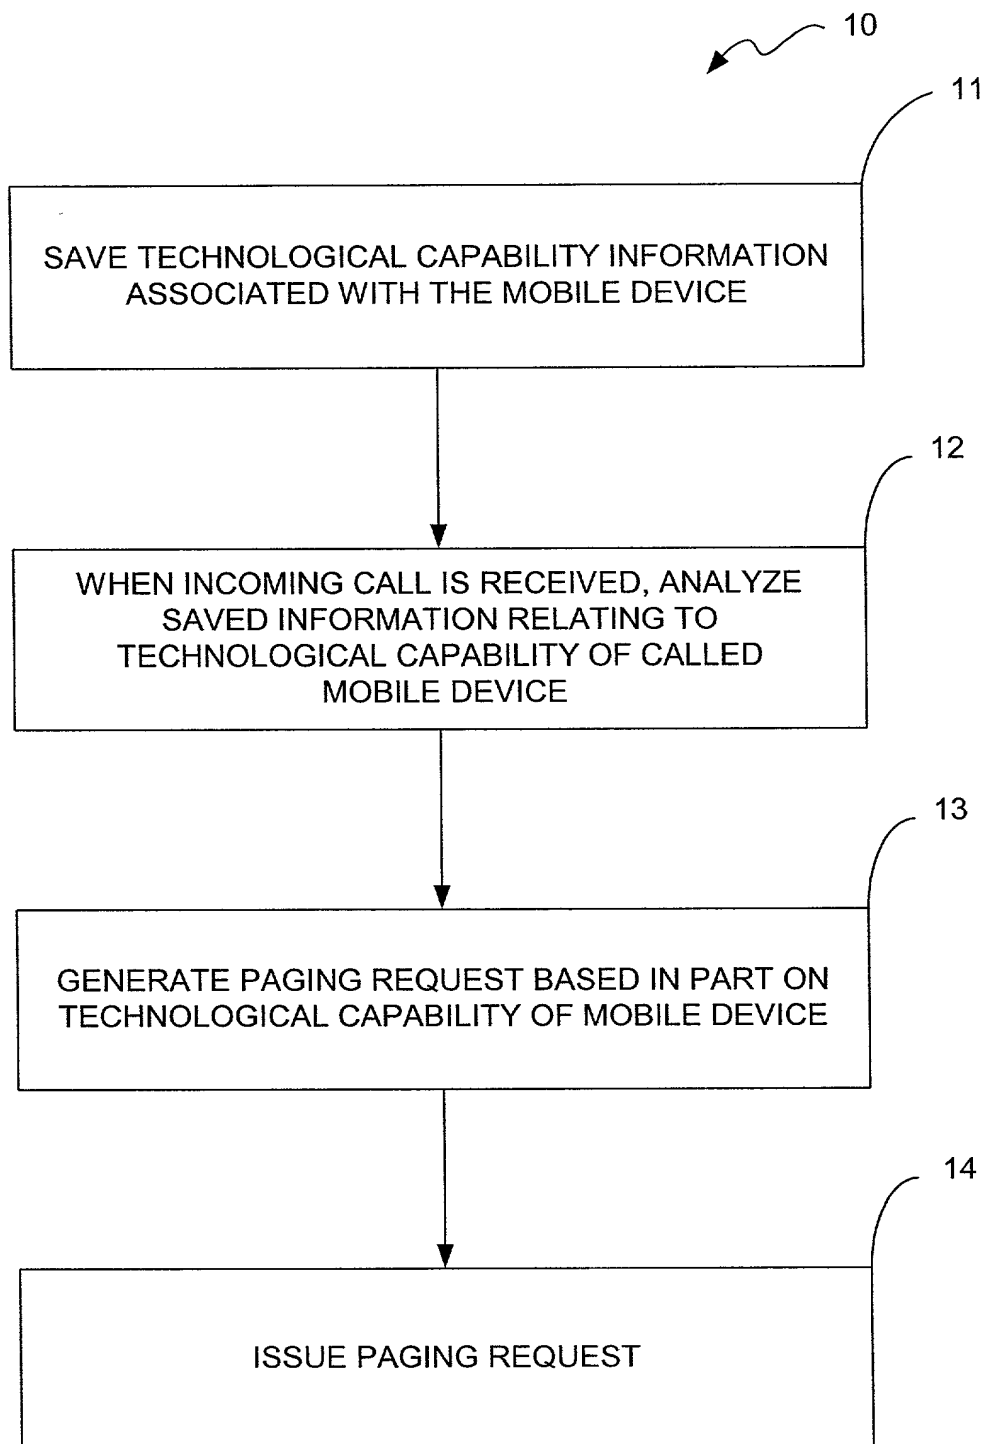 10
11
SAVE TECHNOLOGICAL CAPABILITY INFORMATION
ASSOCIATED WITH THE MOBILE DEVICE
12
WHEN INCOMING CALL IS RECEIVED, ANALYZE
SAVED INFORMATION RELATING TO
TECHNOLOGICAL CAPABILITY OF CALLED
MOBILE DEVICE
13
GENERATE PAGING REQUEST BASED IN PART ON
TECHNOLOGICAL CAPABILITY OF MOBILE DEVICE
14
ISSUE PAGING REQUEST